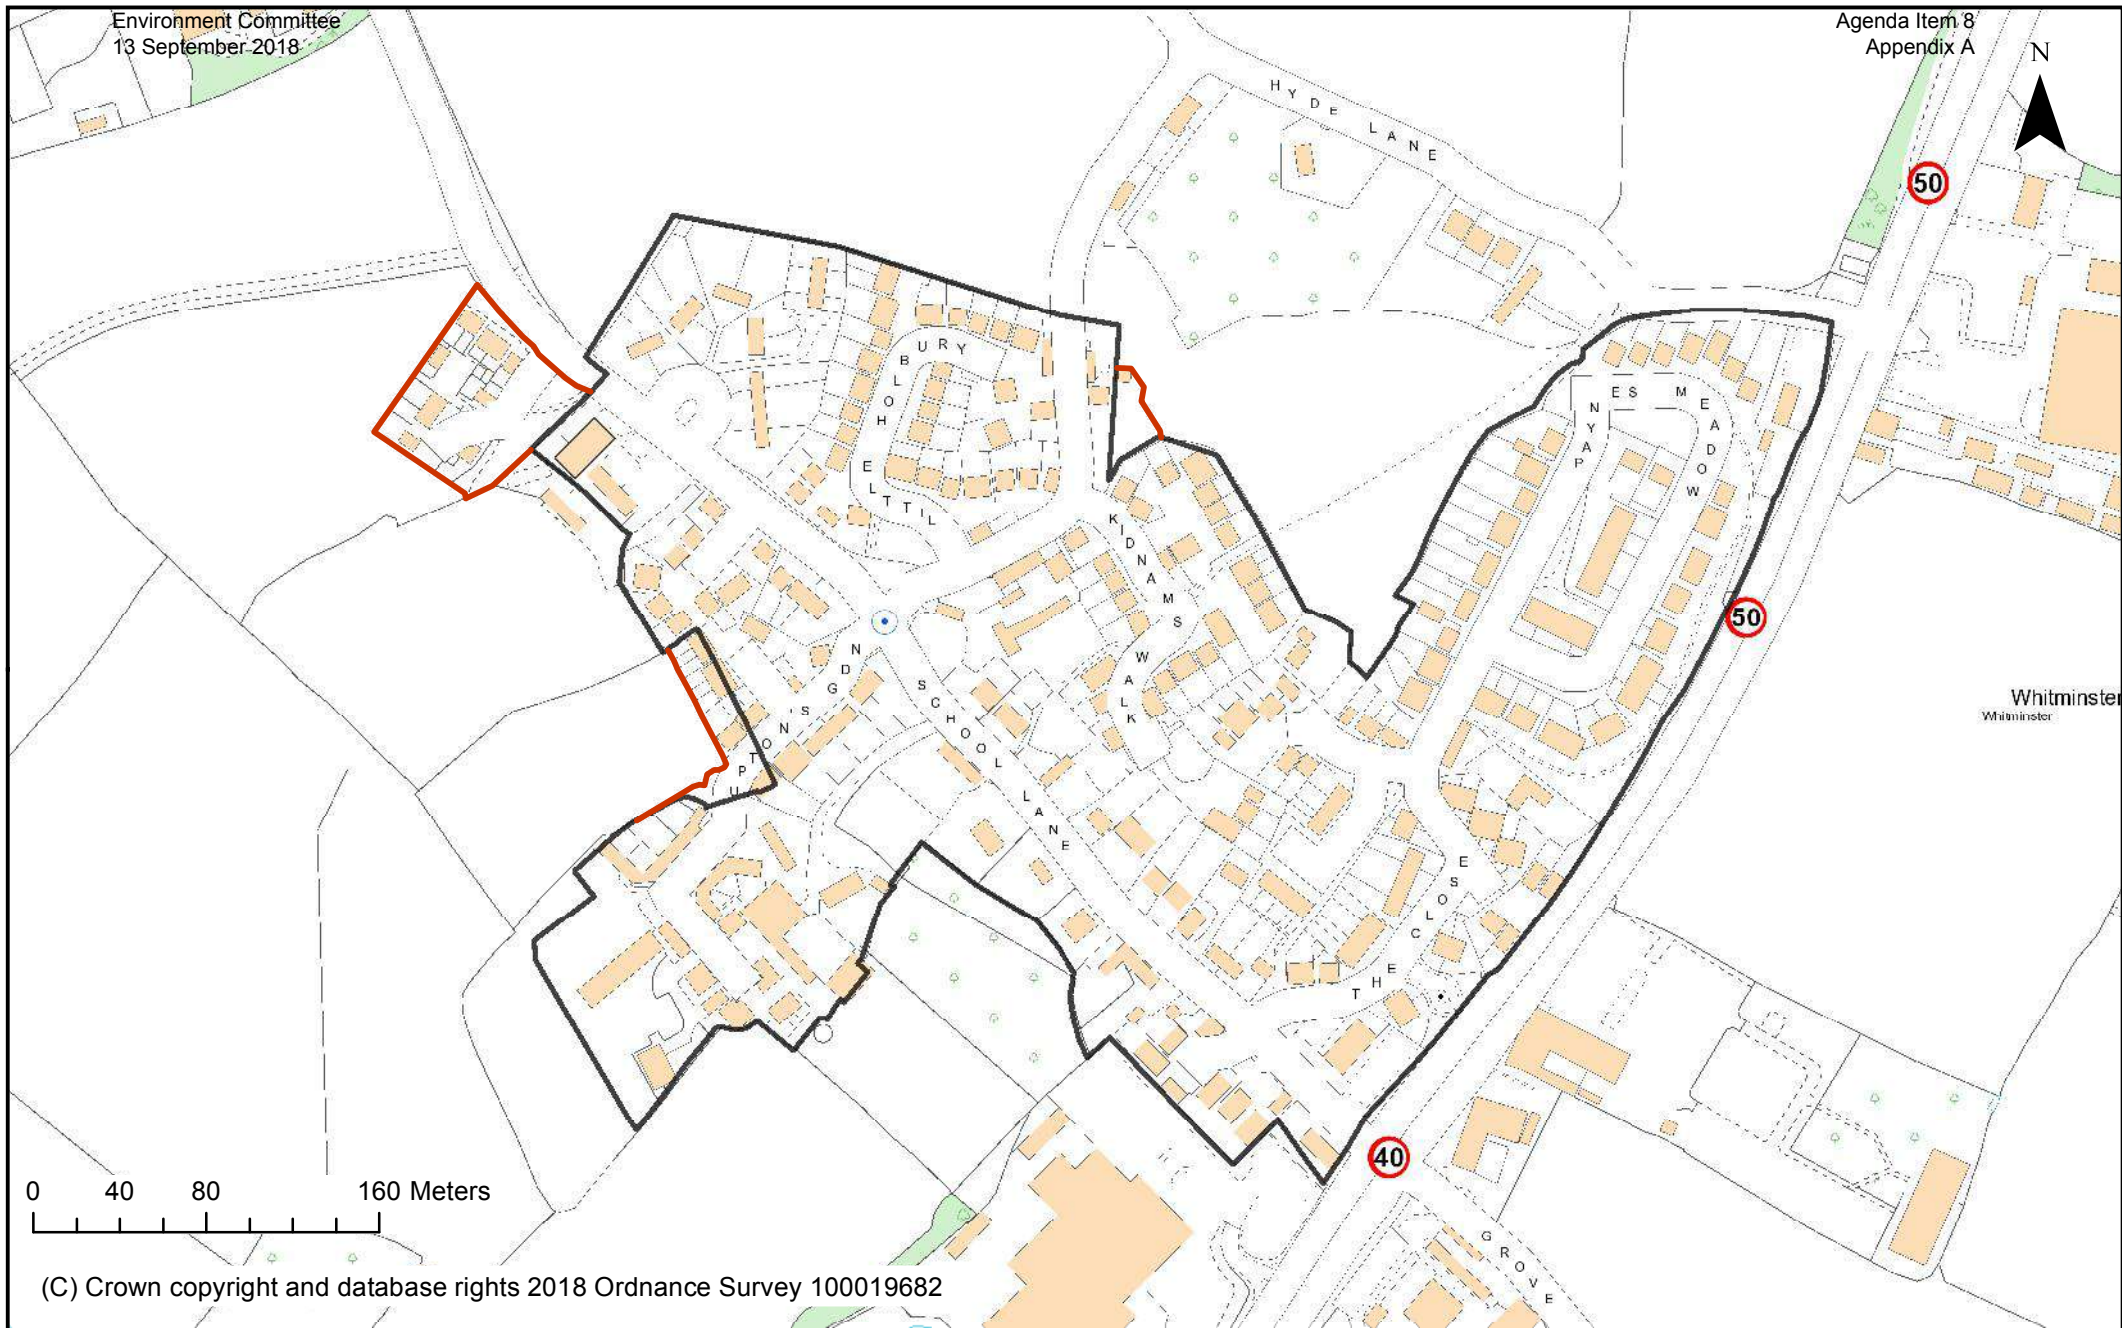 Environment Committee
13 September 2018
Agenda Item 8
Appendix A
N
HYDE LANE
50
LITTLE HOLBURY
PAYNES MEADOW
KIDNAMS WALK
50
UPTONS GDN
SCHOOL LANE
Whitminster
Whitminster
THE CLOSE
40
GROVE
0 40 80 160 Meters
(C) Crown copyright and database rights 2018 Ordnance Survey 100019682